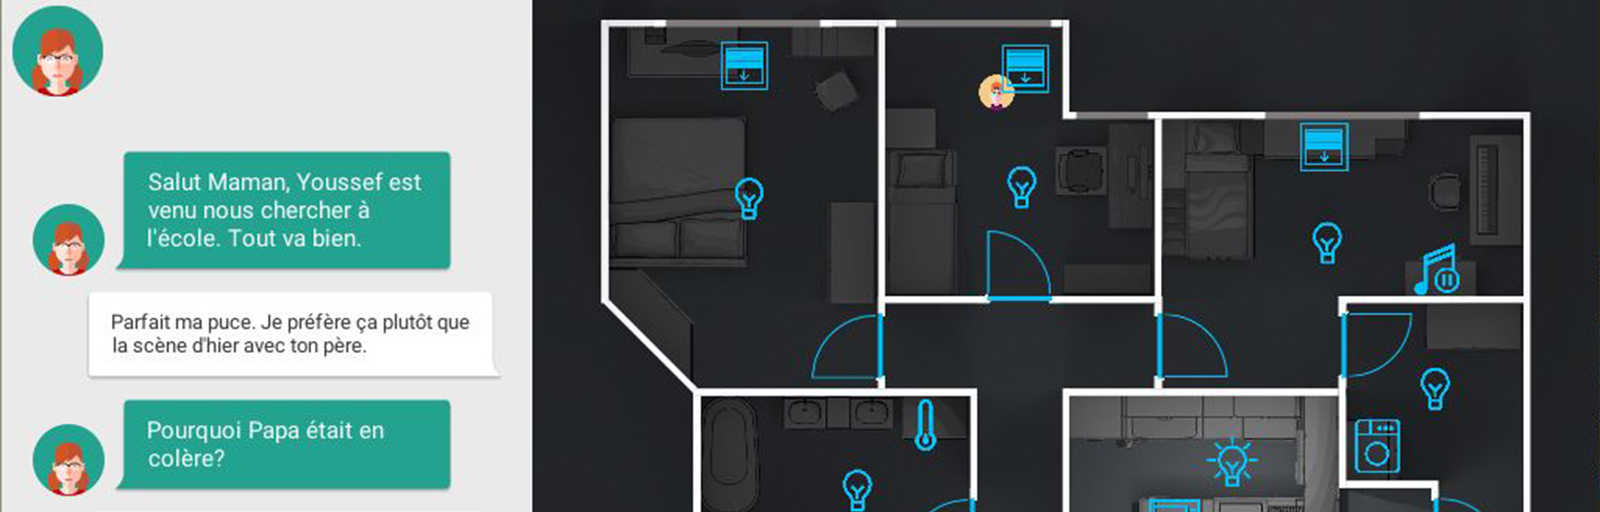 Salut Maman, Youssef est
venu nous chercher à
l'école. Tout va bien.
Parfait ma puce. Je préfère ça plutôt que
la scène d'hier avec ton père.
Pourquoi Papa était en
colère?